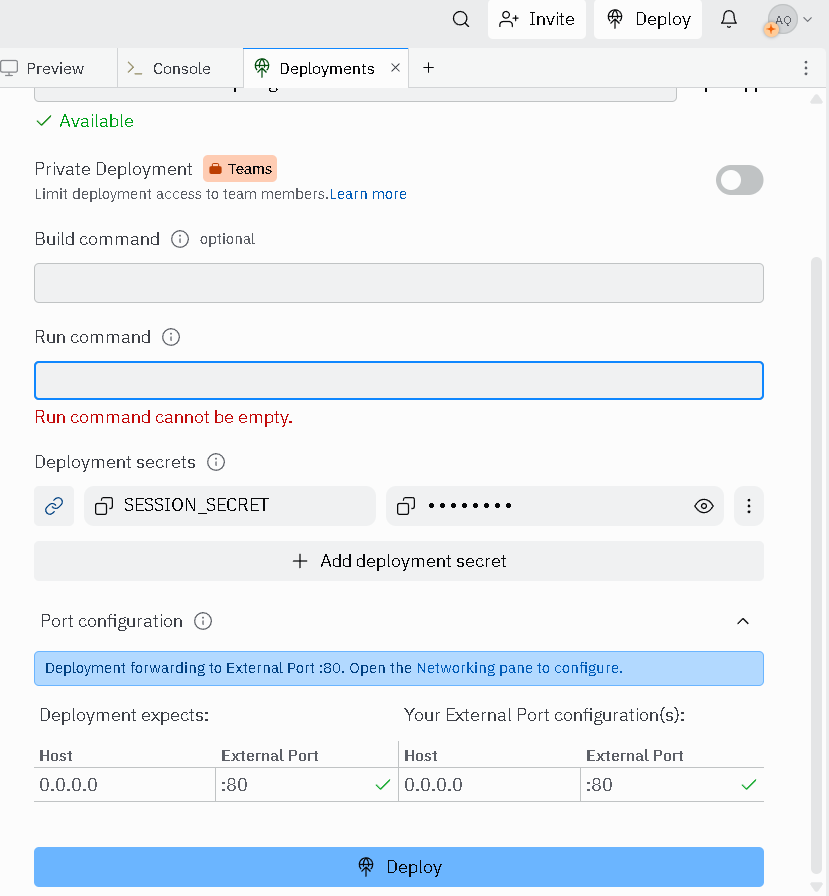 Invite
Deploy
AQ
Preview
Console
Deployments
Available
Private Deployment
Teams
Limit deployment access to team members.Learn more
Build command
optional
Run command
Run command cannot be empty.
Deployment secrets
SESSION_SECRET
••••••••
Add deployment secret
Port configuration
Deployment forwarding to External Port :80. Open the Networking pane to configure.
Deployment expects:
Your External Port configuration(s):
Host External Port Host External Port
0.0.0.0 :80 0.0.0.0 :80
Deploy